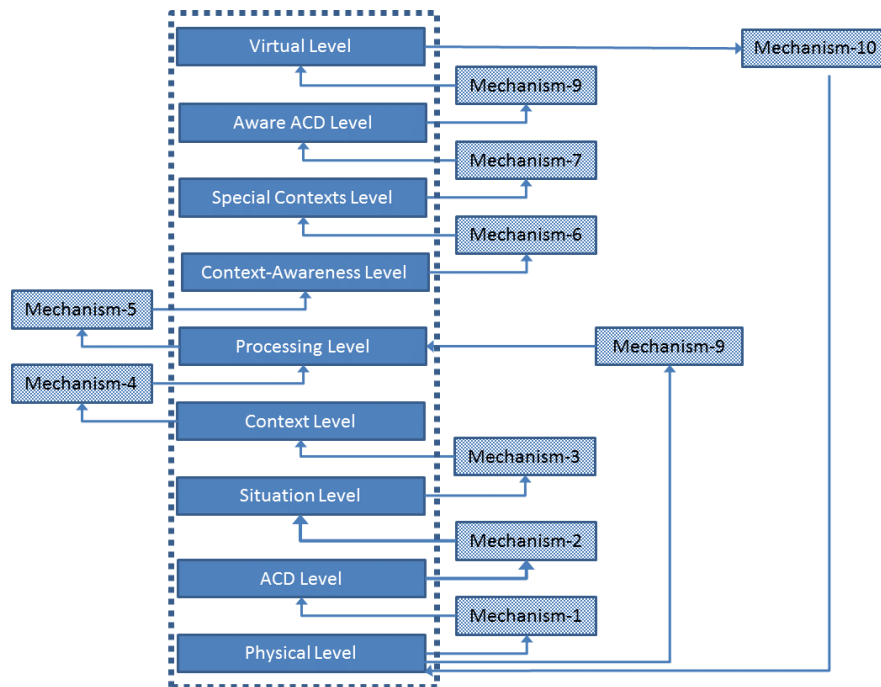 Virtual Level
Mechanism-10
Mechanism-9
Aware ACD Level
Mechanism-7
Special Contexts Level
Mechanism-6
Context-Awareness Level
Mechanism-5
Processing Level
Mechanism-9
Mechanism-4
Context Level
Mechanism-3
Situation Level
Mechanism-2
ACD Level
Mechanism-1
Physical Level